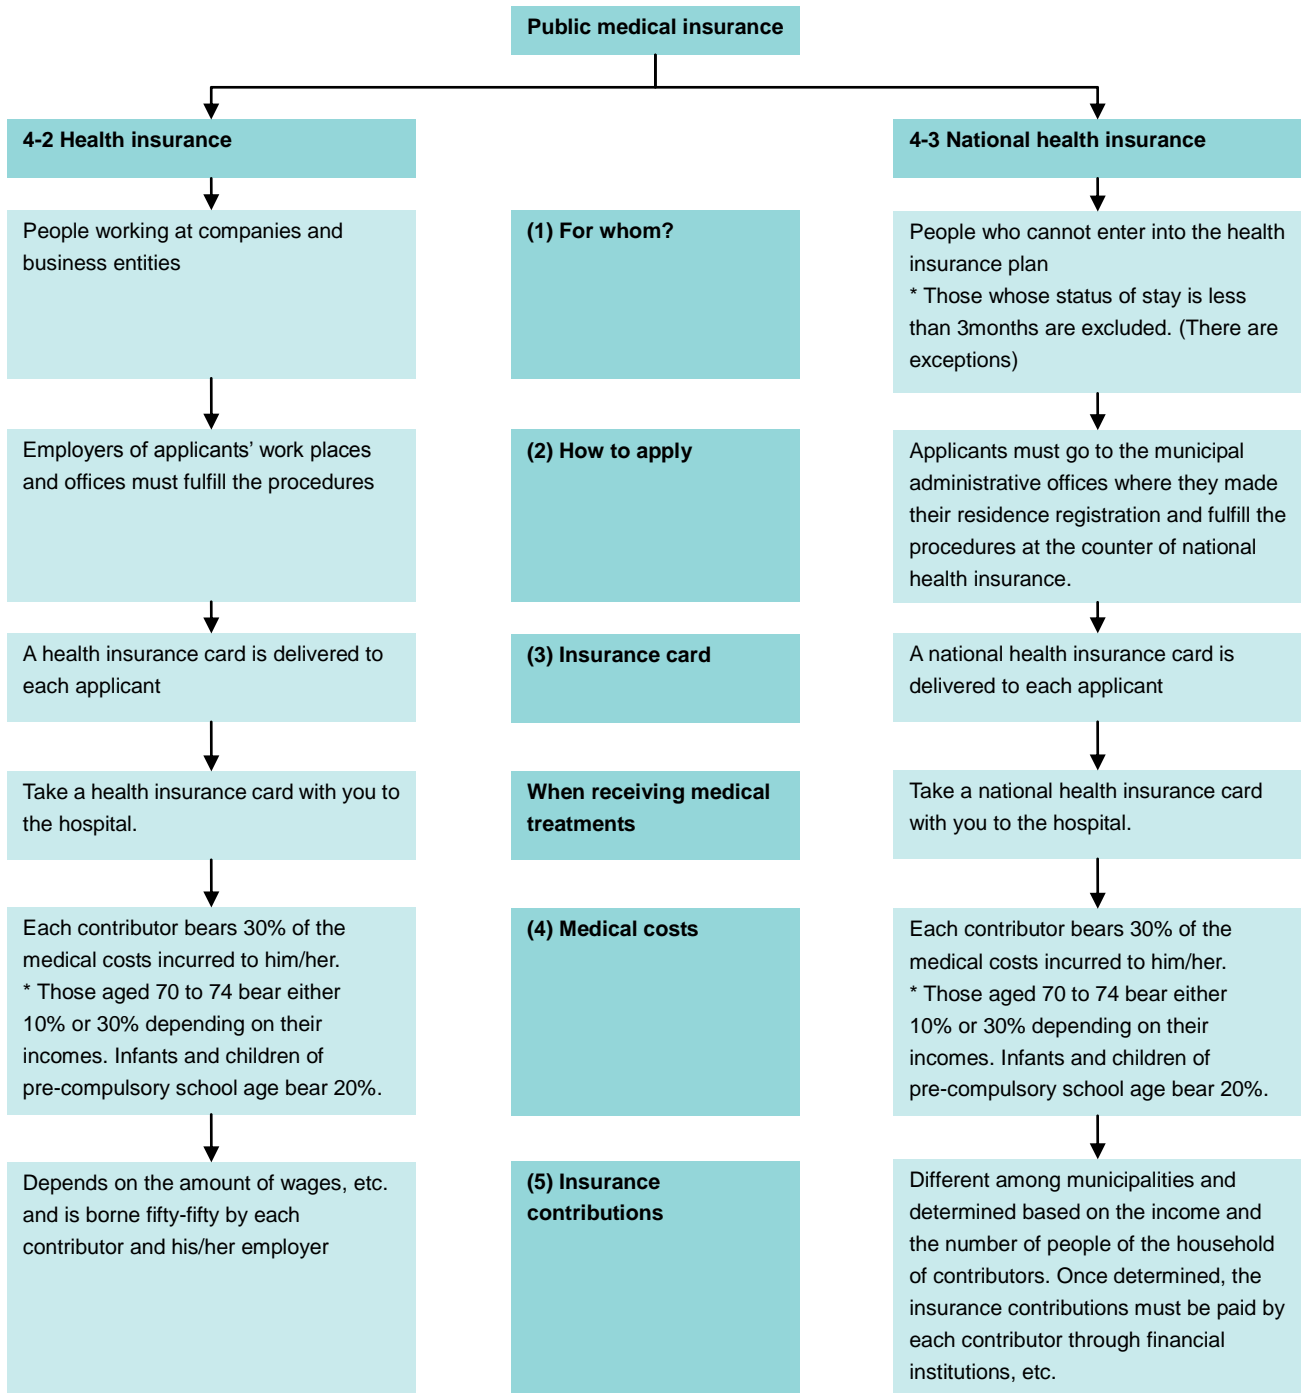 Public medical insurance
4-2 Health insurance
4-3 National health insurance
People working at companies and
business entities
(1) For whom?
People who cannot enter into the health
insurance plan
* Those whose status of stay is less
than 3months are excluded. (There are
exceptions)
Employers of applicants’ work places
and offices must fulfill the procedures
(2) How to apply
Applicants must go to the municipal
administrative offices where they made
their residence registration and fulfill the
procedures at the counter of national
health insurance.
A health insurance card is delivered to
each applicant
(3) Insurance card
A national health insurance card is
delivered to each applicant
Take a health insurance card with you to
the hospital.
When receiving medical
treatments
Take a national health insurance card
with you to the hospital.
Each contributor bears 30% of the
medical costs incurred to him/her.
* Those aged 70 to 74 bear either
10% or 30% depending on their
incomes. Infants and children of
pre-compulsory school age bear 20%.
(4) Medical costs
Each contributor bears 30% of the
medical costs incurred to him/her.
* Those aged 70 to 74 bear either
10% or 30% depending on their
incomes. Infants and children of
pre-compulsory school age bear 20%.
Depends on the amount of wages, etc.
and is borne fifty-fifty by each
contributor and his/her employer
(5) Insurance
contributions
Different among municipalities and
determined based on the income and
the number of people of the household
of contributors. Once determined, the
insurance contributions must be paid by
each contributor through financial
institutions, etc.